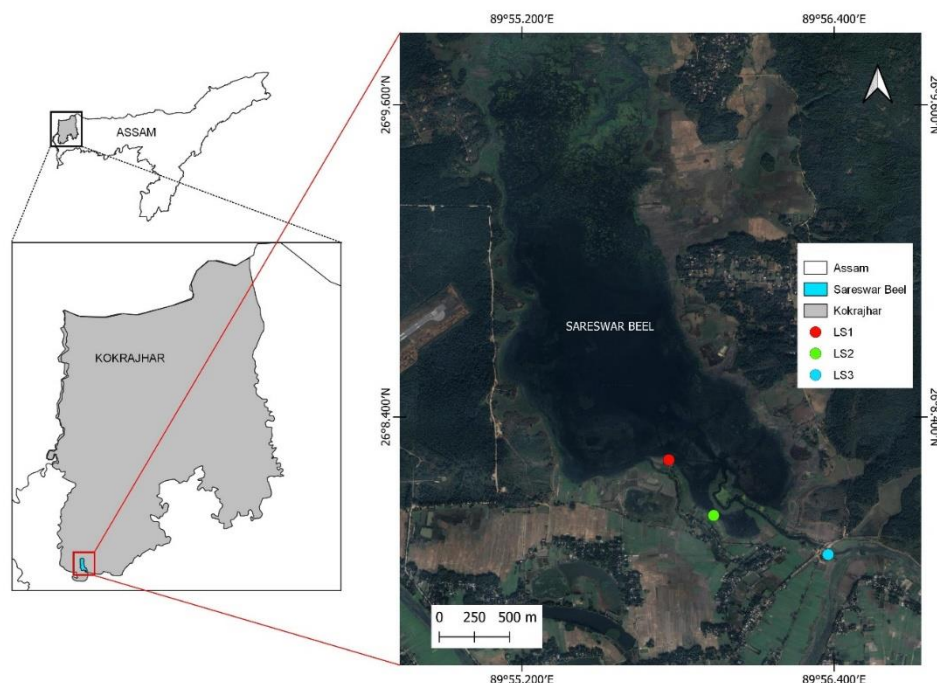 89°55.200'E
89°56.400'E
26°9.600'N
26°9.600'N
ASSAM
KOKRAJHAR
SARESWAR BEEL
Assam
Sareswar Beel
Kokrajhar
LS1
LS2
LS3
26°8.400'N
26°8.400'N
0 250 500 m
89°55.200'E
89°56.400'E